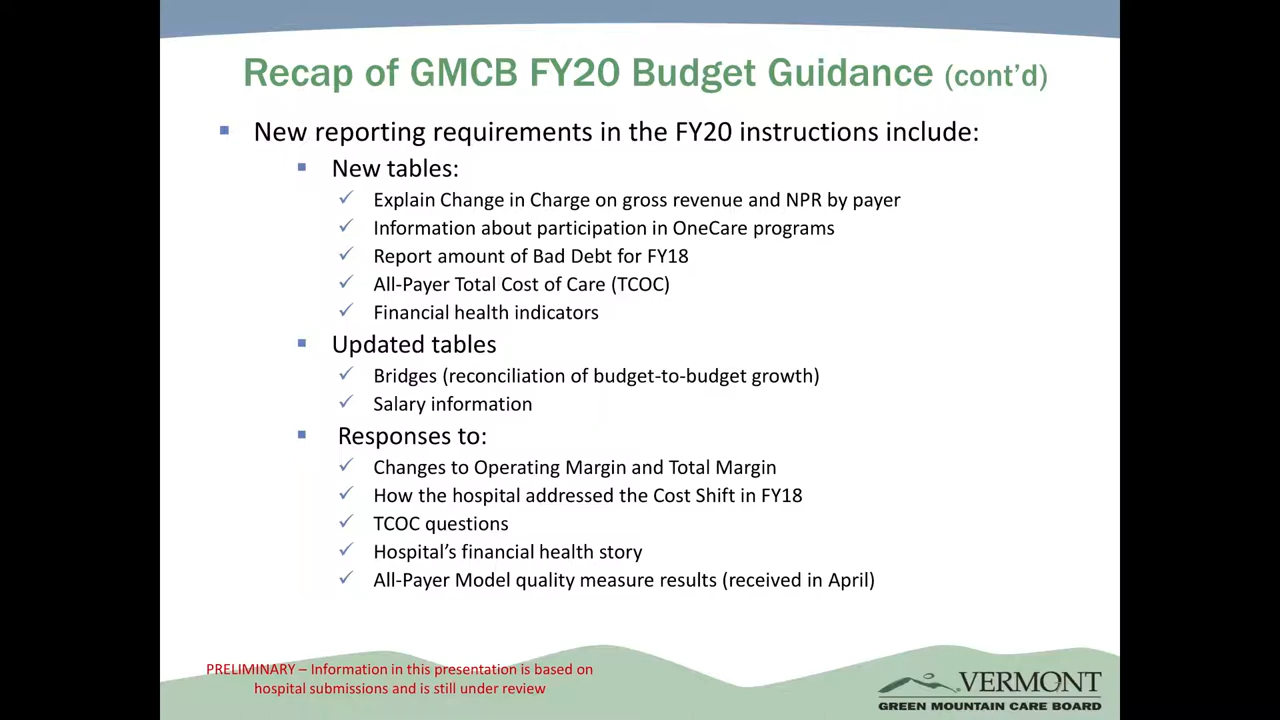 Recap of GMCB FY20 Budget Guidance (cont’d)
New reporting requirements in the FY20 instructions include:
New tables:
Explain Change in Charge on gross revenue and NPR by payer
Information about participation in OneCare programs
Report amount of Bad Debt for FY18
All-Payer Total Cost of Care (TCOC)
Financial health indicators
Updated tables
Bridges (reconciliation of budget-to-budget growth)
Salary information
Responses to:
Changes to Operating Margin and Total Margin
How the hospital addressed the Cost Shift in FY18
TCOC questions
Hospital’s financial health story
All-Payer Model quality measure results (received in April)
PRELIMINARY – Information in this presentation is based on
hospital submissions and is still under review
VERMONT
GREEN MOUNTAIN CARE BOARD